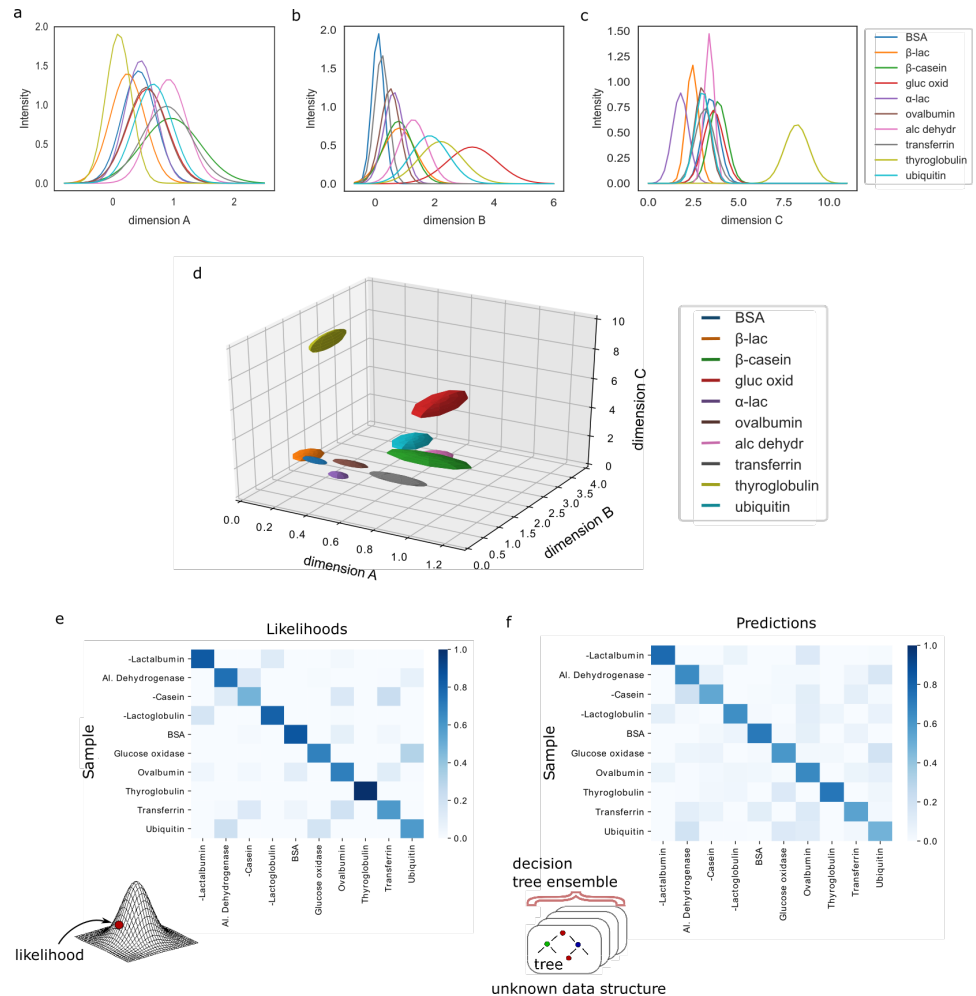 a
b
c
2.0
1.5
1.0
0.5
0.0
Intensity
0
1
2
dimension A
2.0
1.5
1.0
0.5
0.0
Intensity
0
2
4
6
dimension B
1.50
1.25
1.00
0.75
0.50
0.25
0.00
Intensity
0.0
2.5
5.0
7.5
10.0
dimension C
BSA
β-lac
β-casein
gluc oxid
α-lac
ovalbumin
alc dehydr
transferrin
thyroglobulin
ubiquitin
d
10
8
6
4
2
0
dimension C
4.0
3.5
3.0
2.5
2.0
1.5
1.0
0.5
0.0
dimension B
0.0
0.2
0.4
0.6
0.8
1.0
1.2
dimension A
BSA
β-lac
β-casein
gluc oxid
α-lac
ovalbumin
alc dehydr
transferrin
thyroglobulin
ubiquitin
e
Likelihoods
Sample
-Lactalbumin
Al. Dehydrogenase
-Casein
-Lactoglobulin
BSA
Glucose oxidase
Ovalbumin
Thyroglobulin
Transferrin
Ubiquitin
-Lactalbumin
Al. Dehydrogenase
-Casein
-Lactoglobulin
BSA
Glucose oxidase
Ovalbumin
Thyroglobulin
Transferrin
Ubiquitin
1.0
0.8
0.6
0.4
0.2
0.0
likelihood
f
Predictions
Sample
-Lactalbumin
Al. Dehydrogenase
-Casein
-Lactoglobulin
BSA
Glucose oxidase
Ovalbumin
Thyroglobulin
Transferrin
Ubiquitin
-Lactalbumin
Al. Dehydrogenase
-Casein
-Lactoglobulin
BSA
Glucose oxidase
Ovalbumin
Thyroglobulin
Transferrin
Ubiquitin
1.0
0.8
0.6
0.4
0.2
0.0
decision
tree ensemble
tree
unknown data structure